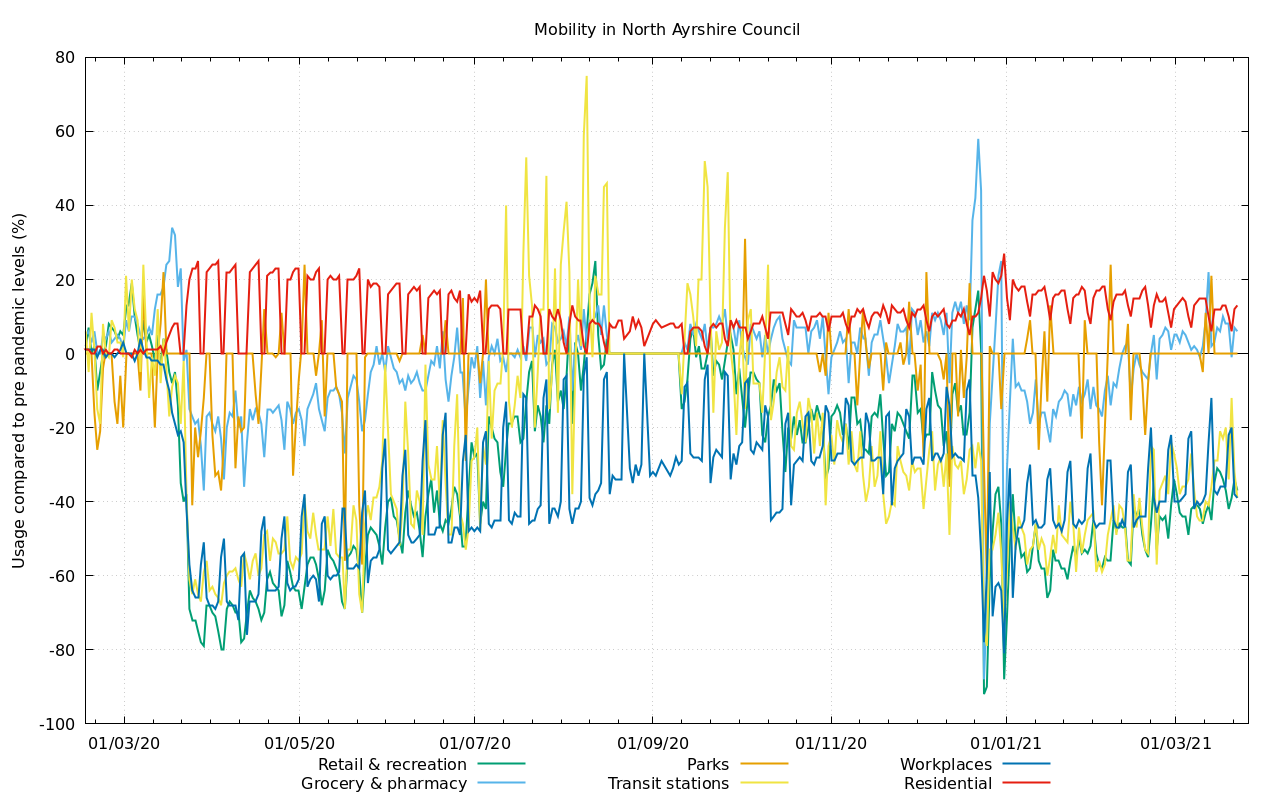 Mobility in North Ayrshire Council
Usage compared to pre pandemic levels (%)
80
60
40
20
0
-20
-40
-60
-80
-100
01/03/20 01/05/20 01/07/20 01/09/20 01/11/20 01/01/21 01/03/21
Retail & recreation Parks Workplaces
Grocery & pharmacy Transit stations Residential